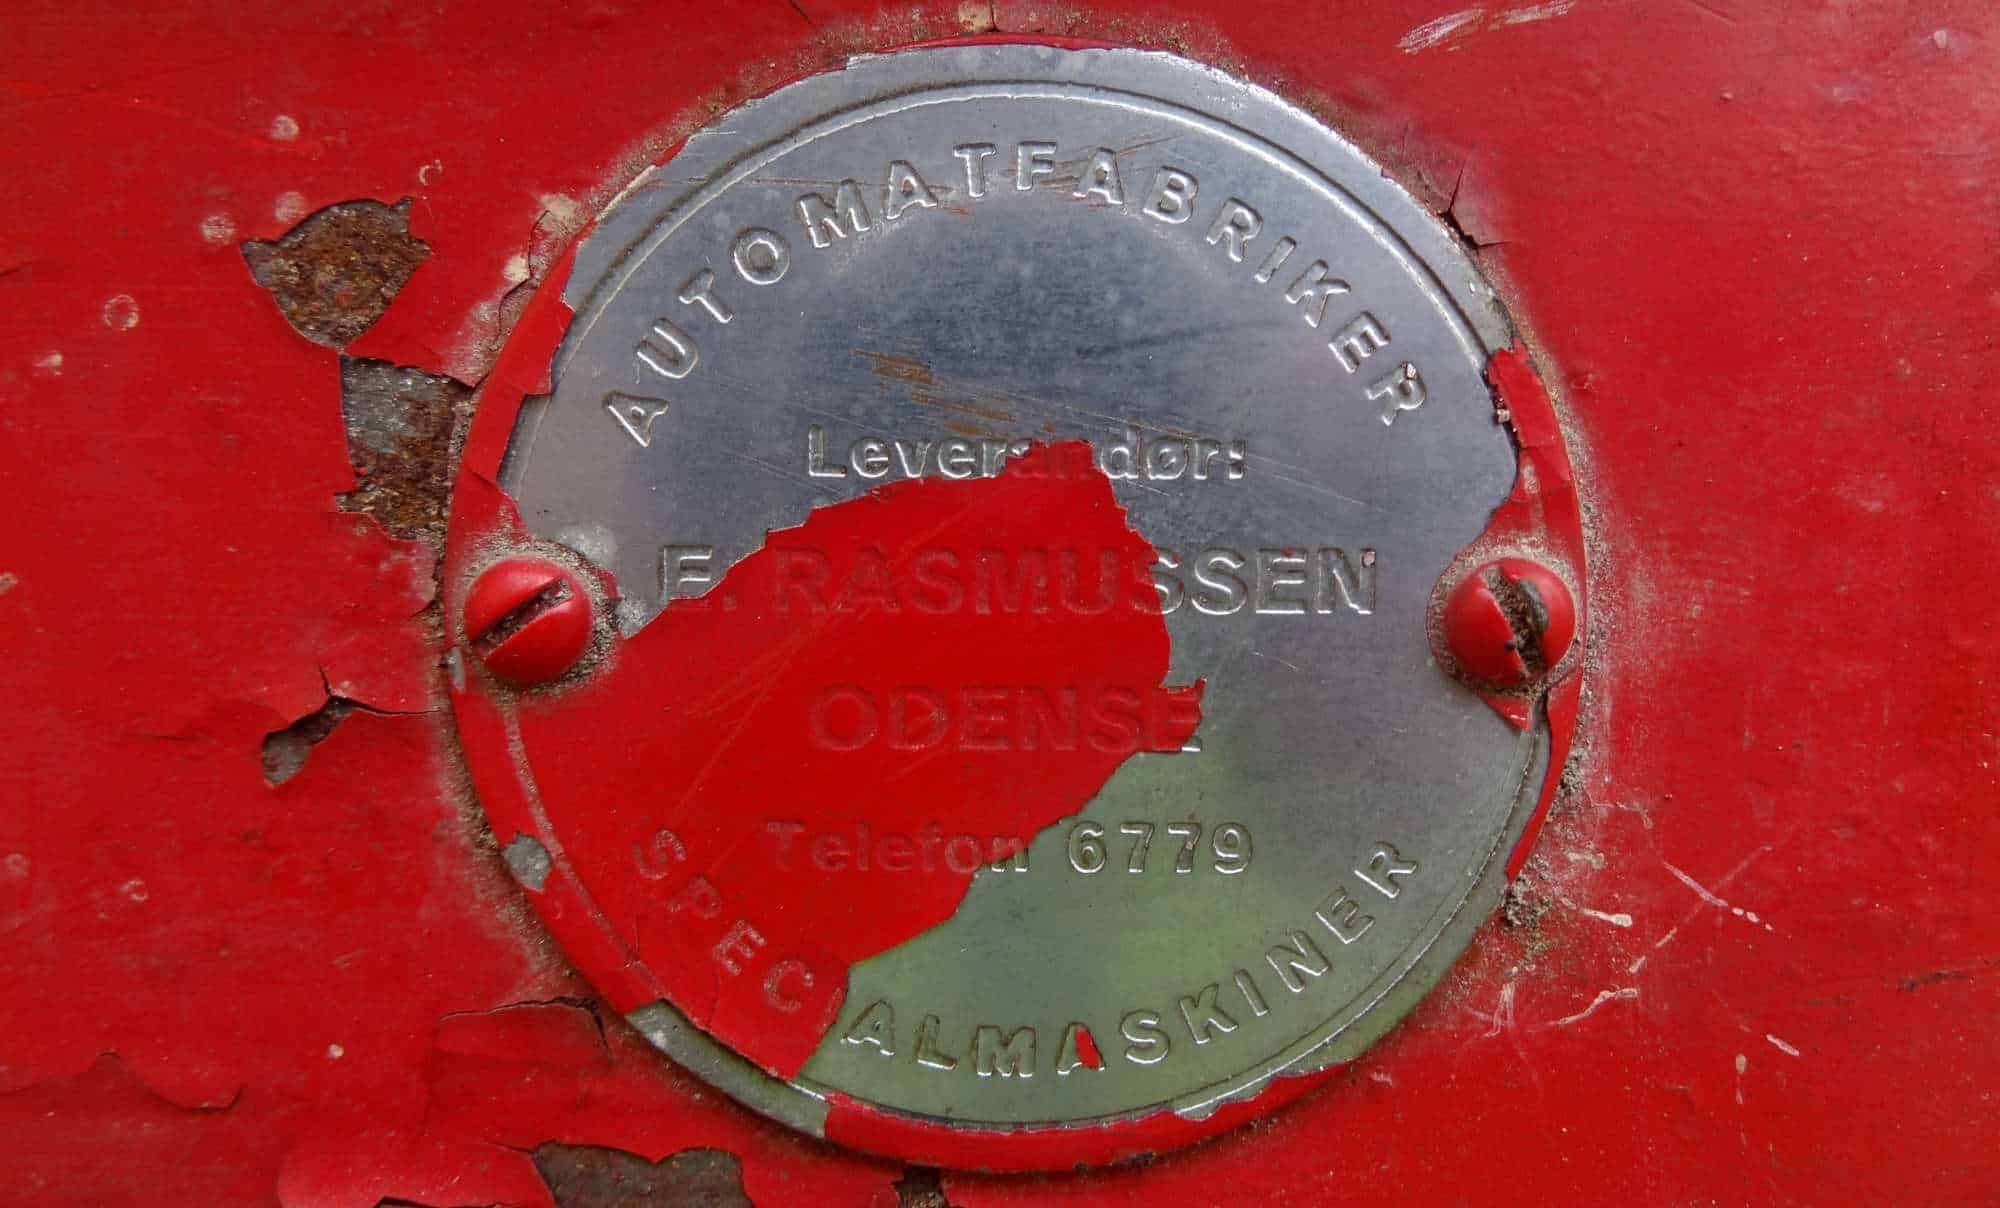 AUTOMATFABRIKER
Leverandør:
E. RASMUSSEN
ODENSE
Telefon 6779
SPECIALMASKINER